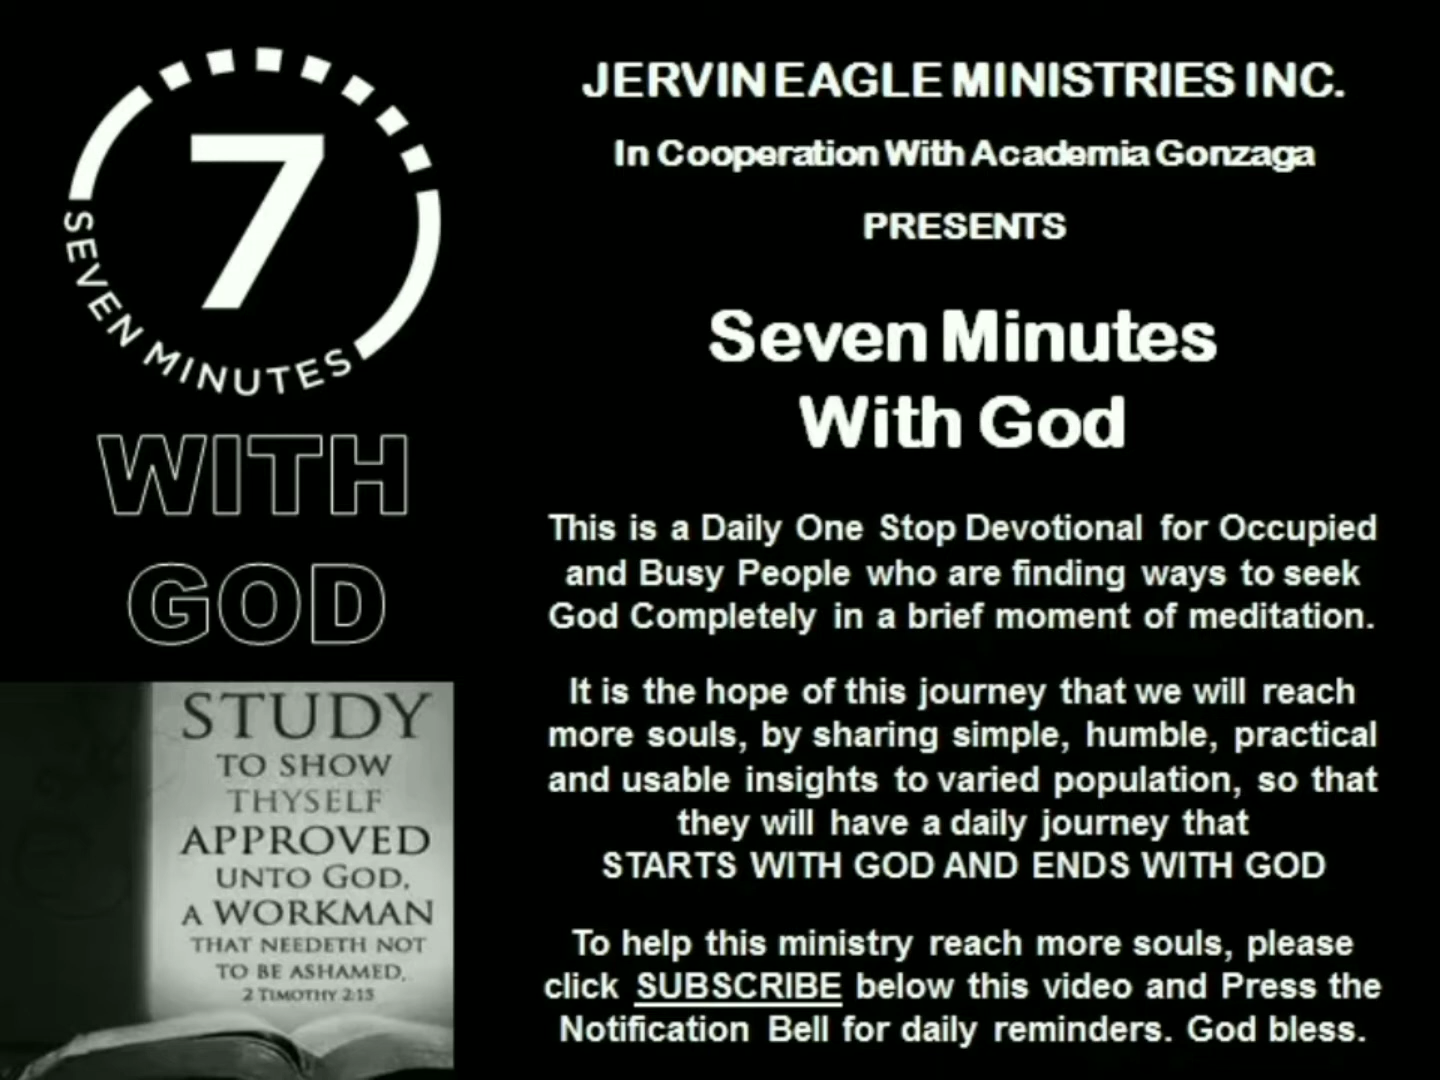 7
SEVEN MINUTES
WITH
GOD
STUDY
TO SHOW
THYSELF
APPROVED
UNTO GOD,
A WORKMAN
THAT NEEDETH NOT
TO BE ASHAMED,
2 TIMOTHY 2:15
JERVIN EAGLE MINISTRIES INC.
In Cooperation With Academia Gonzaga
PRESENTS
Seven Minutes
With God
This is a Daily One Stop Devotional for Occupied
and Busy People who are finding ways to seek
God Completely in a brief moment of meditation.
It is the hope of this journey that we will reach
more souls, by sharing simple, humble, practical
and usable insights to varied population, so that
they will have a daily journey that
STARTS WITH GOD AND ENDS WITH GOD
To help this ministry reach more souls, please
click SUBSCRIBE below this video and Press the
Notification Bell for daily reminders. God bless.